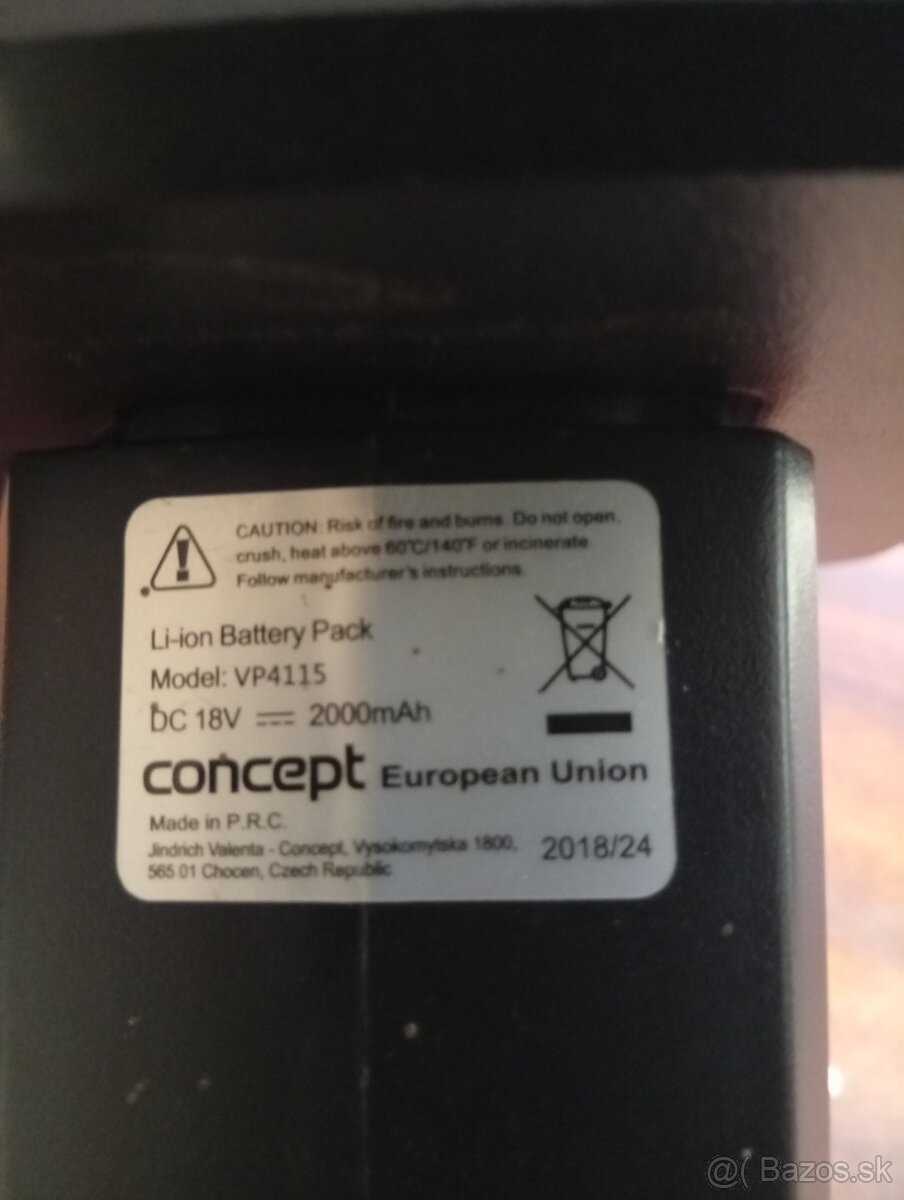 CAUTION: Risk of fire and burns. Do not open,
crush, heat above 60°C/140°F or incinerate.
Follow manufacturer's instructions.
Li-ion Battery Pack
Model: VP4115
DC 18V ⎓ 2000mAh
concept European Union
Made in P.R.C.
Jindrich Valenta - Concept, Vysokomytska 1800,
565 01 Chocen, Czech Republic
2018/24
@( Bazos.sk